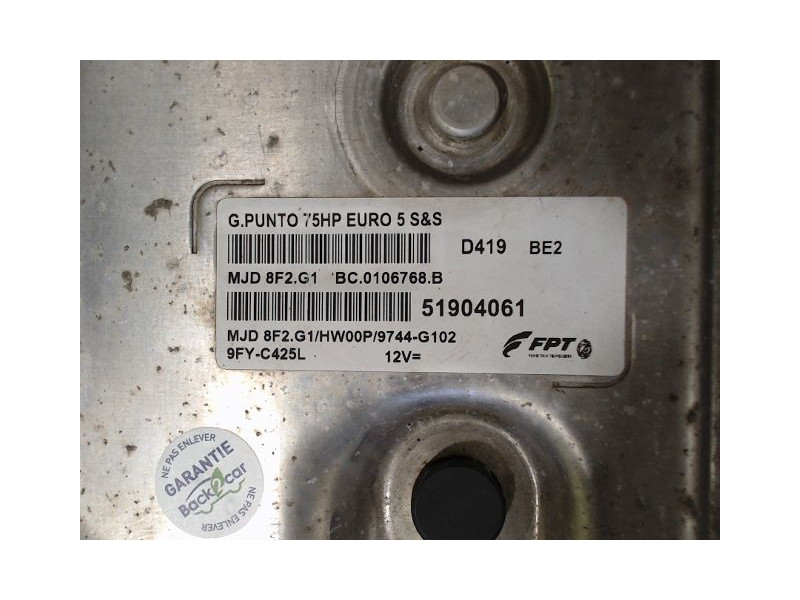 G.PUNTO 75HP EURO 5 S&S
D419 BE2
MJD 8F2.G1 BC.0106768.B
51904061
MJD 8F2.G1/HW00P/9744-G102
9FY-C425L 12V=
FPT
NE PAS ENLEVER
GARANTIE
Back2car
NE PAS ENLEVER